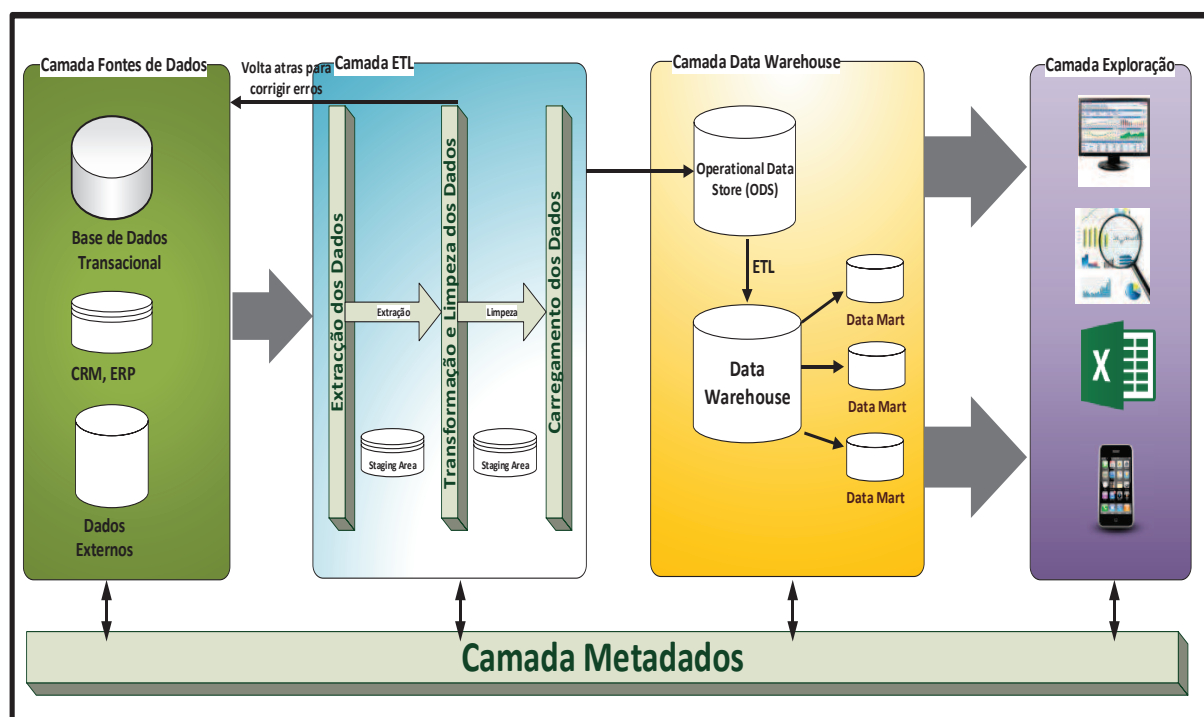 Camada Fontes de Dados
Base de Dados
Transacional
CRM, ERP
Dados
Externos
Volta atras para
corrigir erros
Camada ETL
Extracção dos Dados
Extração
Staging Area
Transformação e Limpeza dos Dados
Limpeza
Staging Area
Carregamento dos Dados
Camada Data Warehouse
Operational Data
Store (ODS)
ETL
Data
Warehouse
Data Mart
Data Mart
Data Mart
Camada Exploração
X
Camada Metadados